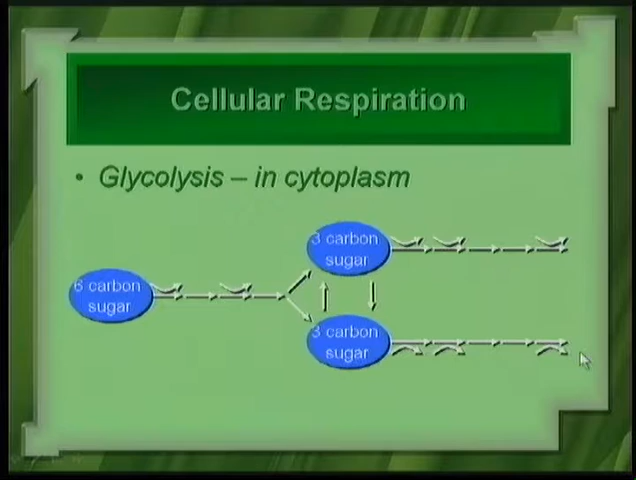 Cellular Respiration
• Glycolysis – in cytoplasm
3 carbon
sugar
6 carbon
sugar
3 carbon
sugar